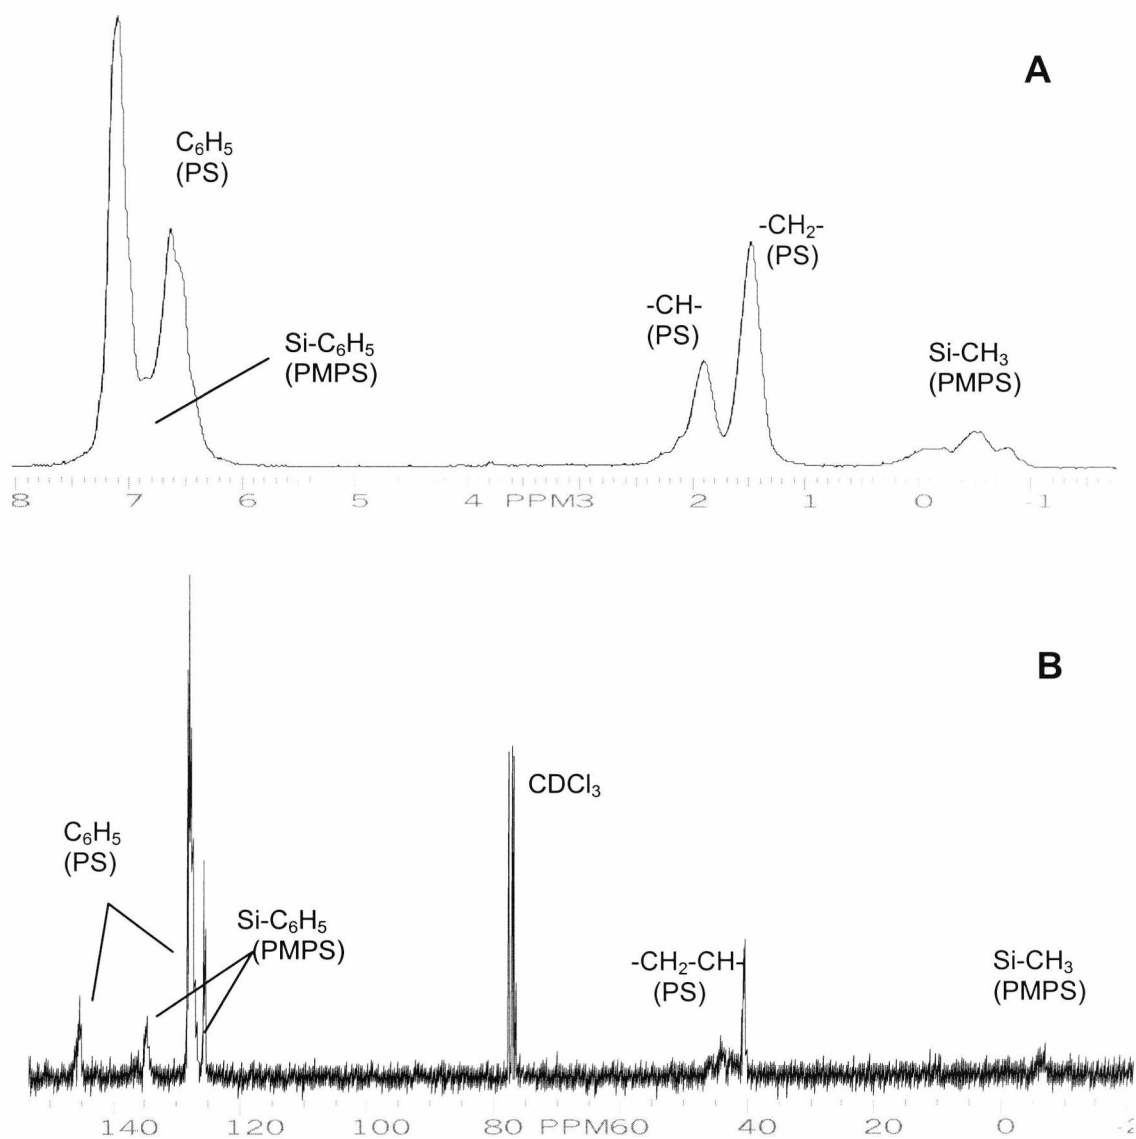 A
C₆H₅
(PS)
-CH₂-
(PS)
-CH-
(PS)
Si-C₆H₅
(PMPS)
Si-CH₃
(PMPS)
8 7 6 5 4 PPM3 2 1 0 -1
B
CDCl₃
C₆H₅
(PS)
Si-C₆H₅
(PMPS)
-CH₂-CH-
(PS)
Si-CH₃
(PMPS)
140 120 100 80 PPM60 40 20 0 -2